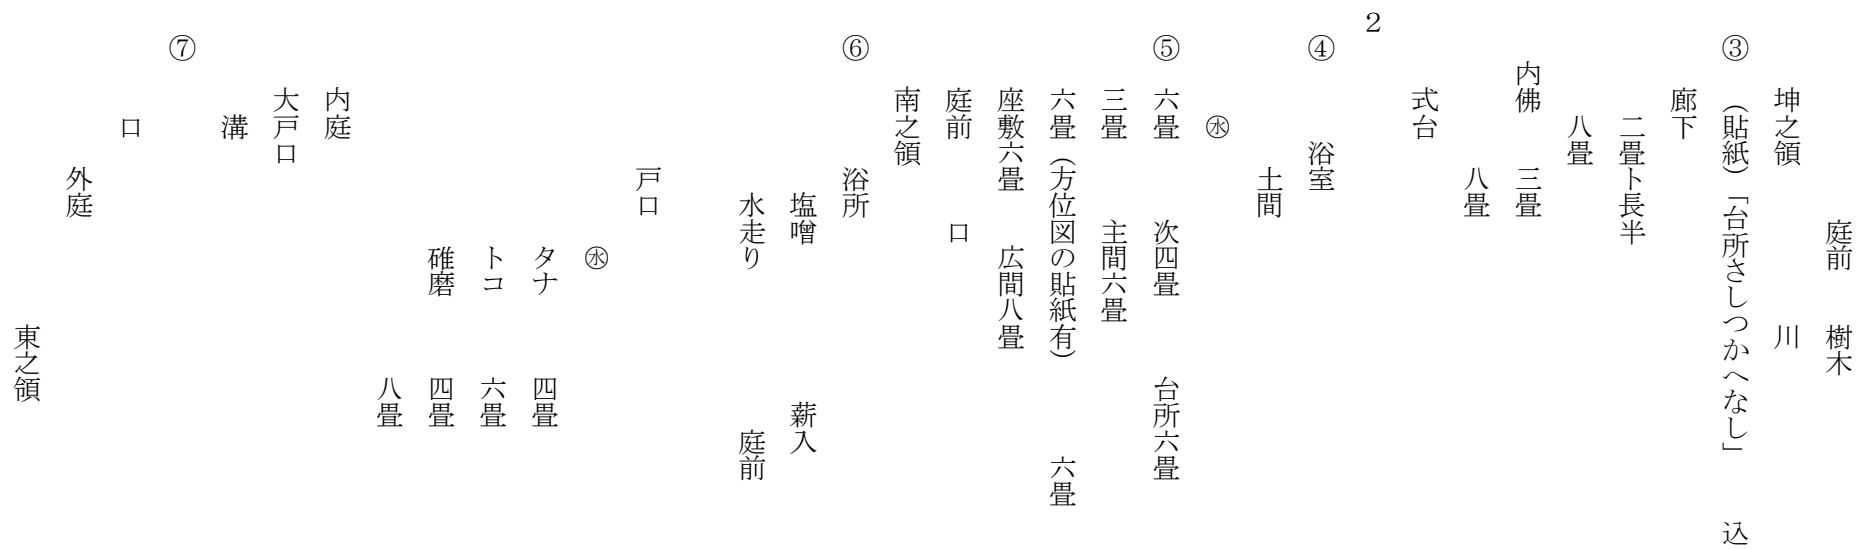 庭前　樹木
坤之領　川
③　（貼紙）「台所さしつかへなし」　込
廊下
二畳ト長半
八畳
内佛　三畳
八畳
式台
２
④　浴室
土間
㊌
⑤　六畳　次四畳　台所六畳
三畳　主間六畳
六畳（方位図の貼紙有）　六畳
座敷六畳　広間八畳
庭前　口
南之領
⑥　浴所
塩噌　薪入
水走り　庭前
戸口
㊌
タナ　四畳
トコ　六畳
碓磨　四畳
八畳
内庭
大戸口
溝
⑦
口
外庭
東之領